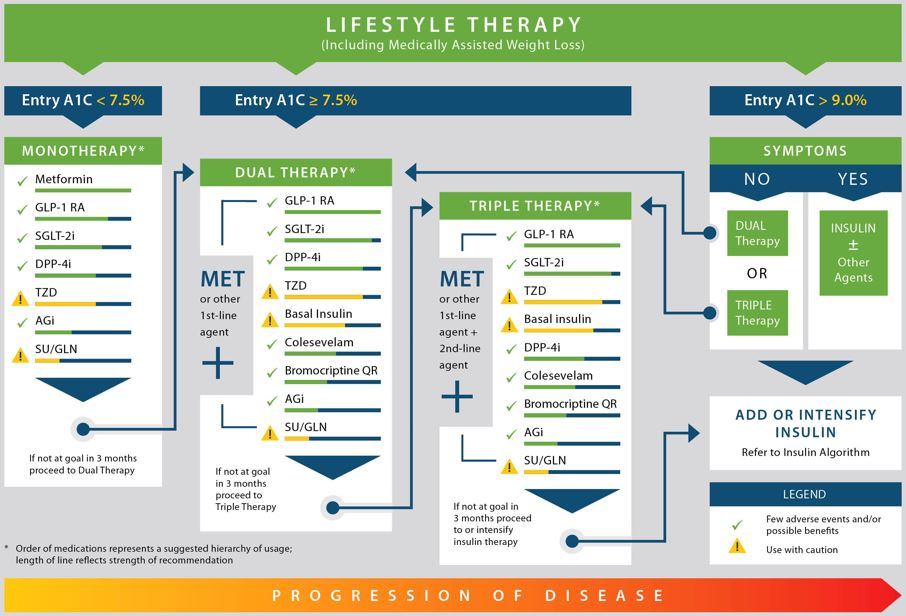 LIFESTYLE THERAPY
(Including Medically Assisted Weight Loss)
Entry A1C < 7.5%
Entry A1C ≥ 7.5%
Entry A1C > 9.0%
MONOTHERAPY*
Metformin
GLP-1 RA
SGLT-2i
DPP-4i
TZD
AGi
SU/GLN
If not at goal in 3 months
proceed to Dual Therapy
DUAL THERAPY*
MET
or other
1st-line
agent
+
GLP-1 RA
SGLT-2i
DPP-4i
TZD
Basal Insulin
Colesevelam
Bromocriptine QR
AGi
SU/GLN
If not at goal
in 3 months
proceed to
Triple Therapy
TRIPLE THERAPY*
MET
or other
1st-line
agent +
2nd-line
agent
+
GLP-1 RA
SGLT-2i
TZD
Basal insulin
DPP-4i
Colesevelam
Bromocriptine QR
AGi
SU/GLN
If not at goal in
3 months proceed
to or intensify
insulin therapy
SYMPTOMS
NO
DUAL
Therapy
OR
TRIPLE
Therapy
YES
INSULIN
±
Other
Agents
ADD OR INTENSIFY
INSULIN
Refer to Insulin Algorithm
LEGEND
Few adverse events and/or
possible benefits
Use with caution
* Order of medications represents a suggested hierarchy of usage;
length of line reflects strength of recommendation
PROGRESSION OF DISEASE